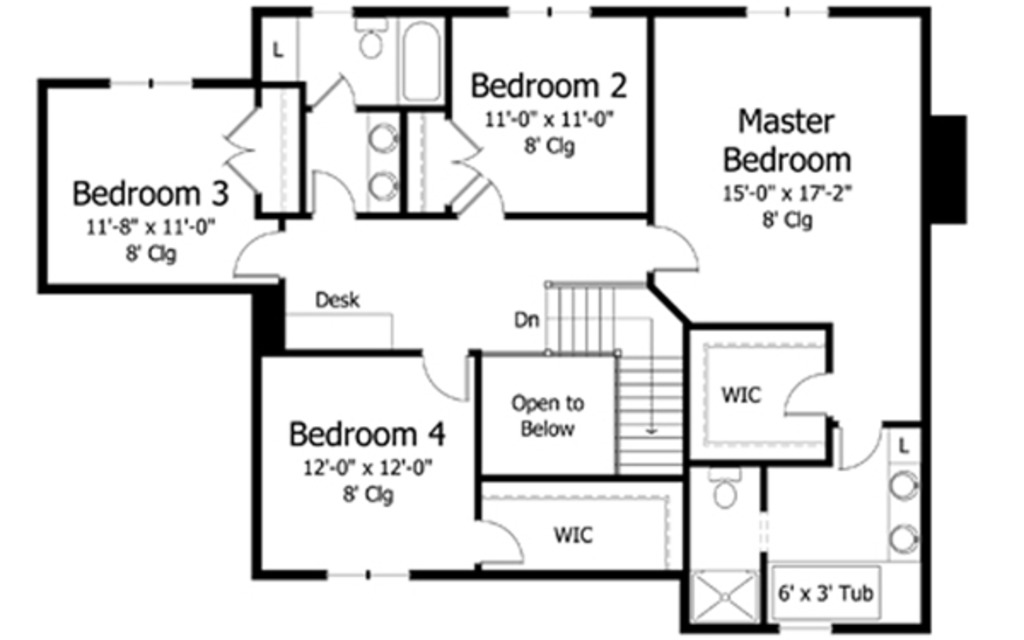 L
Bedroom 2
11'-0" x 11'-0"
8' Clg
Master
Bedroom
15'-0" x 17'-2"
8' Clg
Bedroom 3
11'-8" x 11'-0"
8' Clg
Desk
Dn
WIC
Open to
Below
Bedroom 4
12'-0" x 12'-0"
8' Clg
L
WIC
6' x 3' Tub